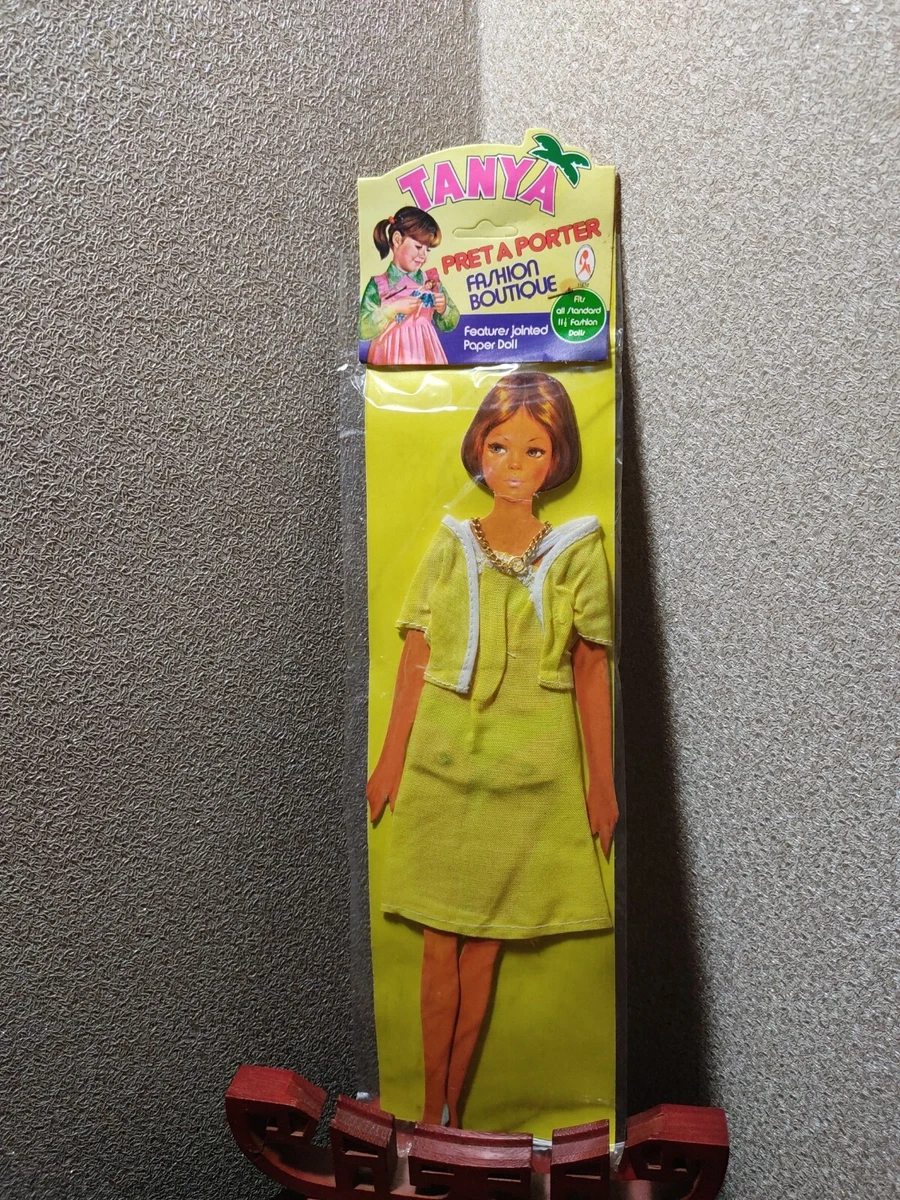 TANYA
PRET A PORTER
FASHION
BOUTIQUE
Features jointed
Paper Doll
Fits
all Standard
11½ Fashion
Dolls